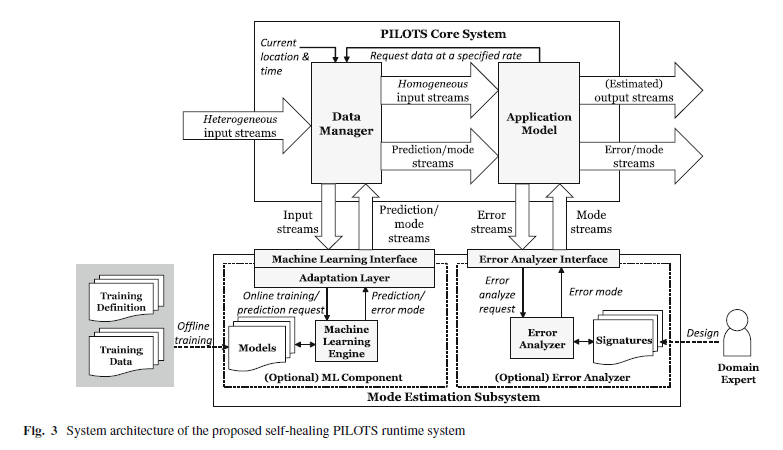 PILOTS Core System
Current
location &
time
Request data at a specified rate
Heterogeneous
input streams
Data
Manager
Homogeneous
input streams
Prediction/mode
streams
Application
Model
(Estimated)
output streams
Error/mode
streams
Input
streams
Prediction/
mode
streams
Error
streams
Mode
streams
Machine Learning Interface
Adaptation Layer
Error Analyzer Interface
Training
Definition
Training
Data
Offline
training
Online training/
prediction request
Prediction/
error mode
Models
Machine
Learning
Engine
(Optional) ML Component
Error
analyze
request
Error mode
Error
Analyzer
Signatures
(Optional) Error Analyzer
Design
Domain
Expert
Mode Estimation Subsystem
Fig. 3 System architecture of the proposed self-healing PILOTS runtime system